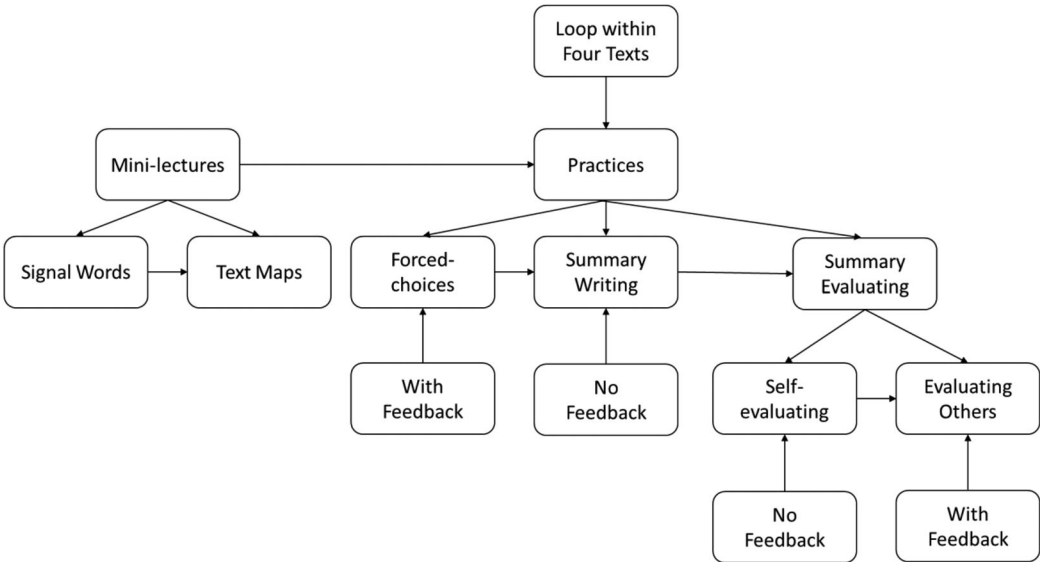 Loop within
Four Texts
Mini-lectures
Practices
Signal Words
Text Maps
Forced-
choices
Summary
Writing
Summary
Evaluating
With
Feedback
No
Feedback
Self-
evaluating
Evaluating
Others
No
Feedback
With
Feedback